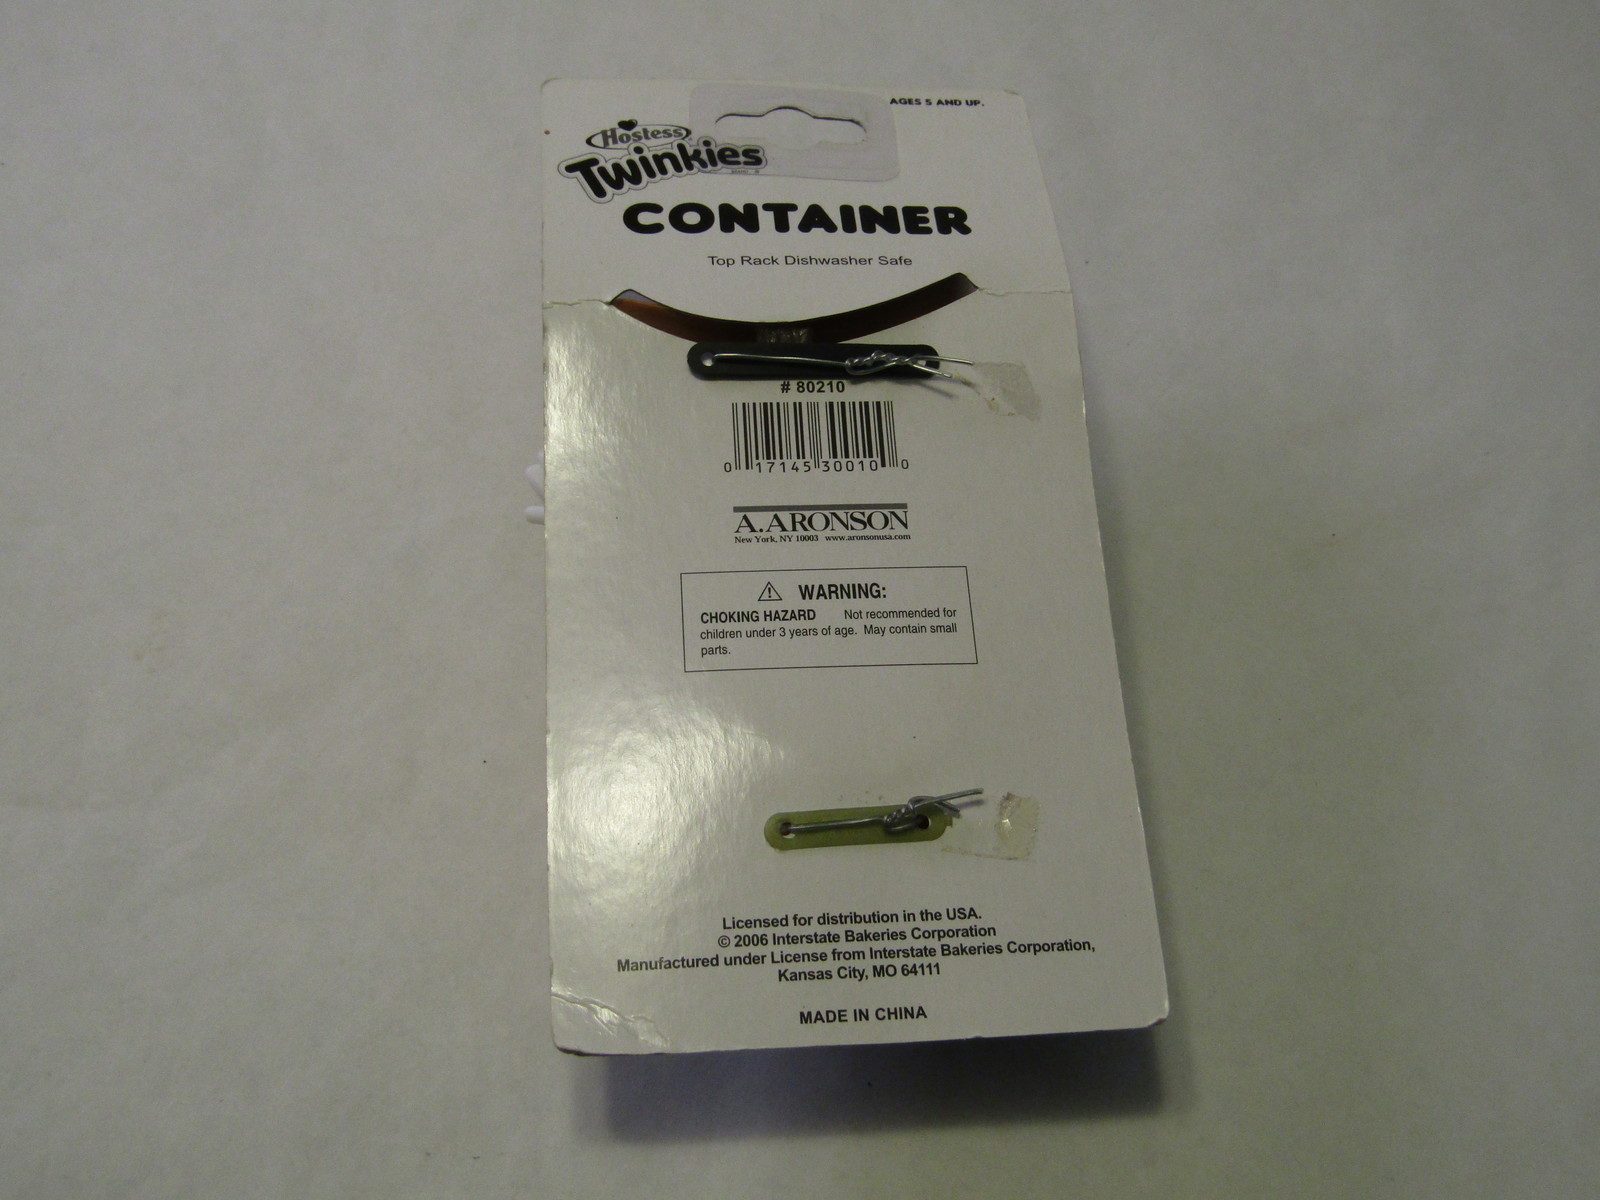 AGES 5 AND UP.
Hostess
Twinkies
CONTAINER
Top Rack Dishwasher Safe
# 80210
0 17145 30010 0
A.ARONSON
New York, NY 10003 www.aronsonusa.com
WARNING:
CHOKING HAZARD Not recommended for
children under 3 years of age. May contain small
parts.
Licensed for distribution in the USA.
© 2006 Interstate Bakeries Corporation
Manufactured under License from Interstate Bakeries Corporation,
Kansas City, MO 64111
MADE IN CHINA